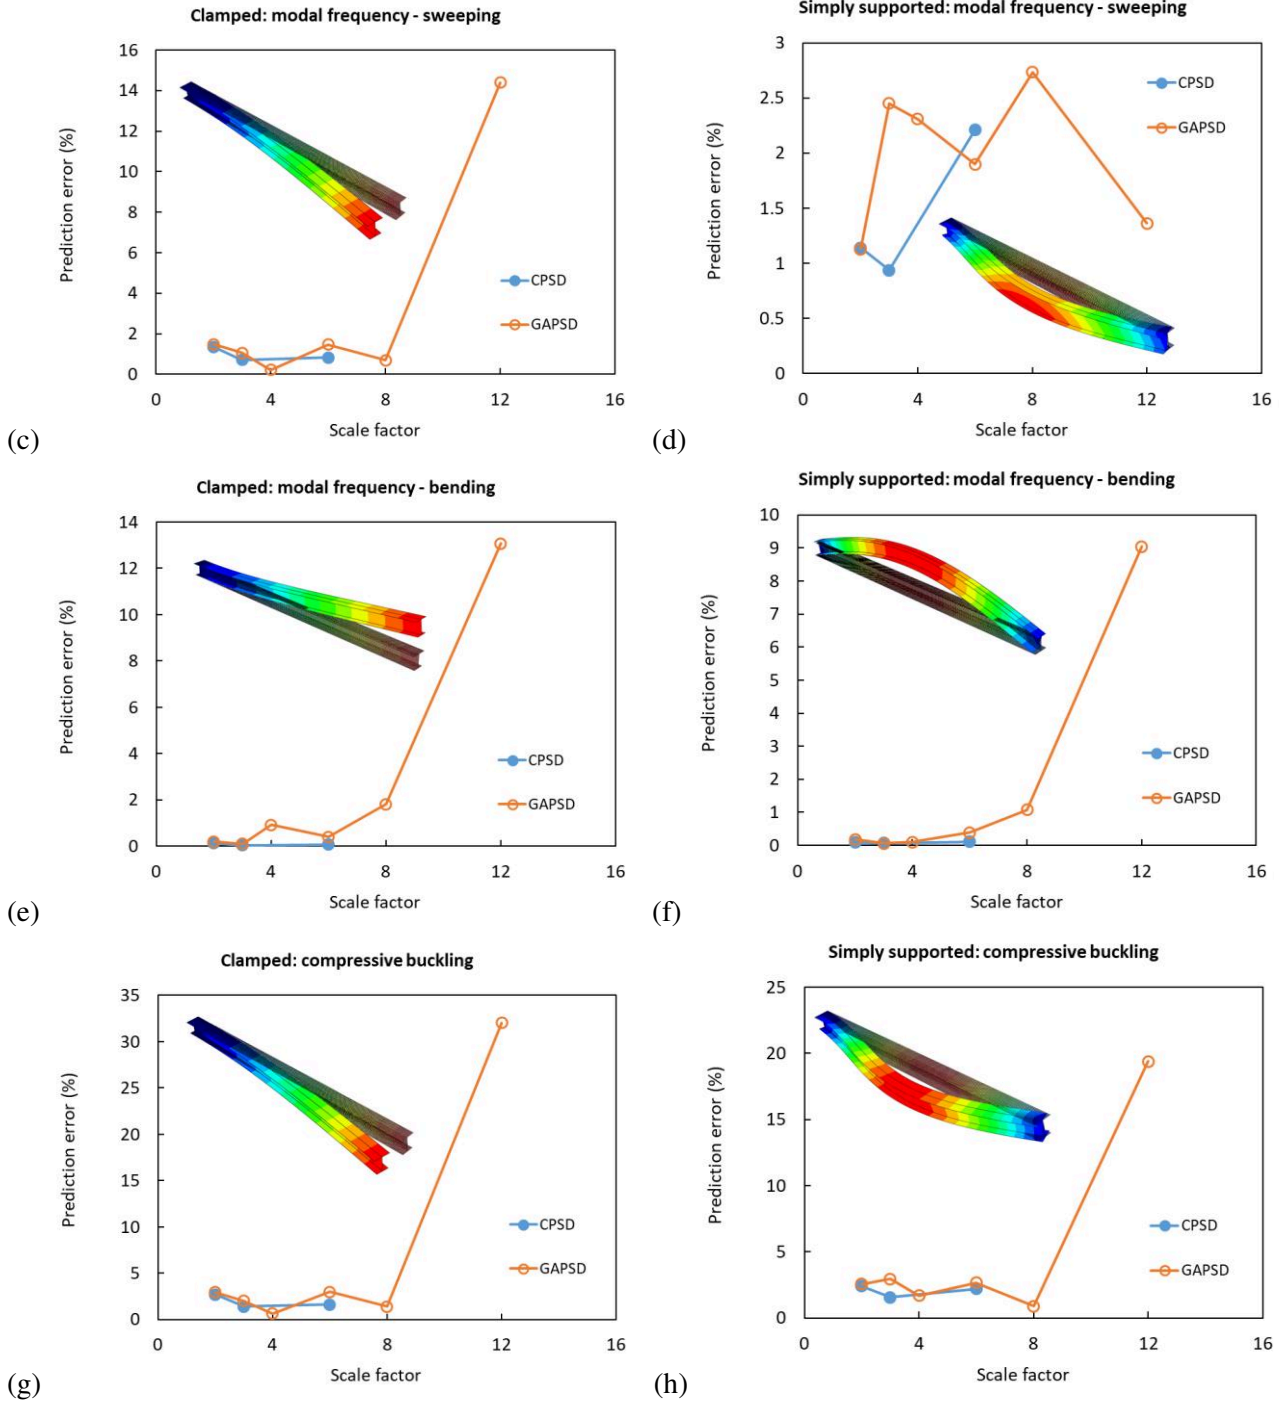 Clamped: modal frequency - sweeping
16
14
12
10
8
6
4
2
0
Prediction error (%)
CPSD
GAPSD
0 4 8 12 16
Scale factor
(c)
Simply supported: modal frequency - sweeping
3
2.5
2
1.5
1
0.5
0
Prediction error (%)
CPSD
GAPSD
0 4 8 12 16
Scale factor
(d)
Clamped: modal frequency - bending
14
12
10
8
6
4
2
0
Prediction error (%)
CPSD
GAPSD
0 4 8 12 16
Scale factor
(e)
Simply supported: modal frequency - bending
10
9
8
7
6
5
4
3
2
1
0
Prediction error (%)
CPSD
GAPSD
0 4 8 12 16
Scale factor
(f)
Clamped: compressive buckling
35
30
25
20
15
10
5
0
Prediction error (%)
CPSD
GAPSD
0 4 8 12 16
Scale factor
(g)
Simply supported: compressive buckling
25
20
15
10
5
0
Prediction error (%)
CPSD
GAPSD
0 4 8 12 16
Scale factor
(h)